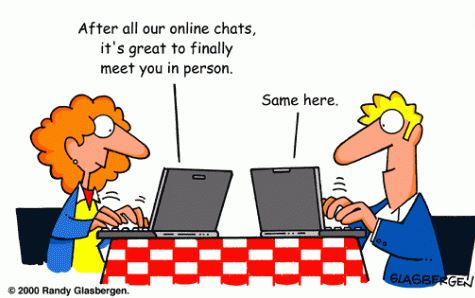 After all our online chats,
it's great to finally
meet you in person.
Same here.
GLASBERGEN
© 2000 Randy Glasbergen.